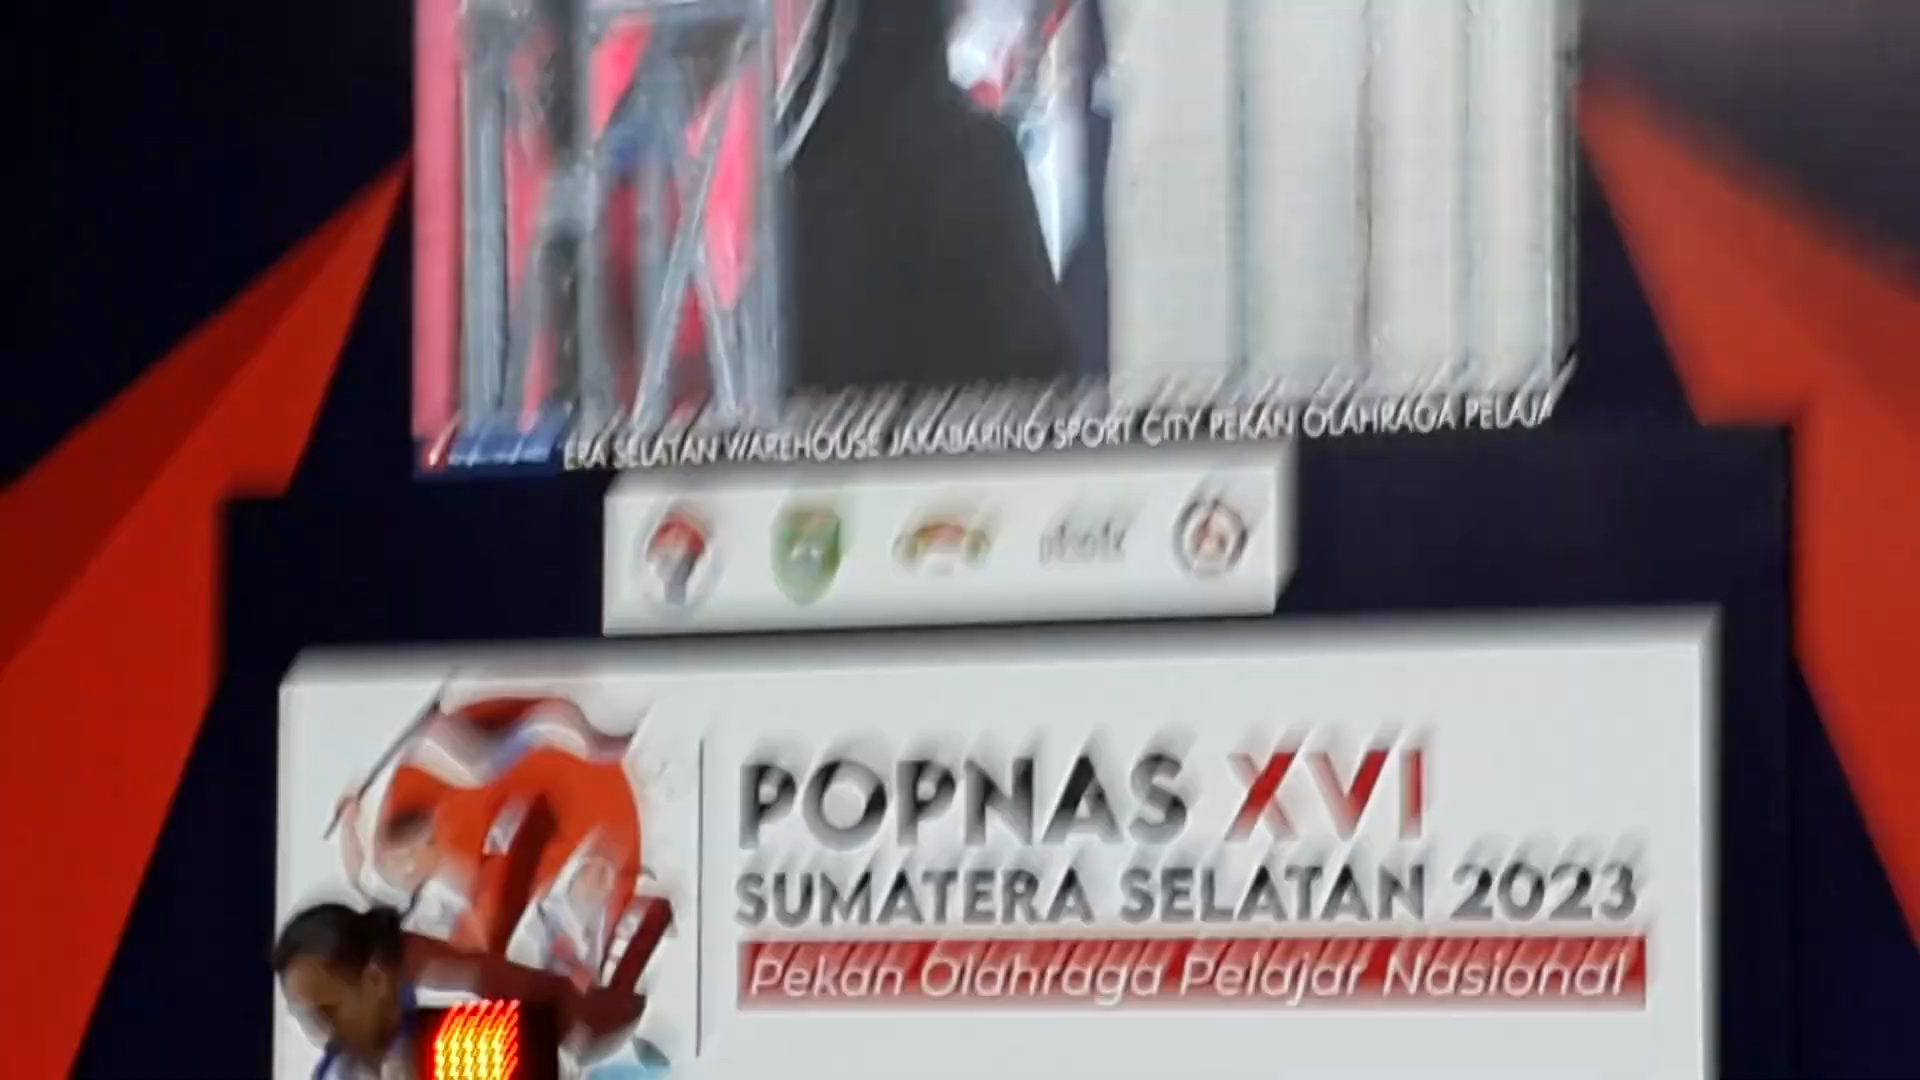 ERA SELATAN WAREHOUSE JAKABARING SPORT CITY PEKAN OLAHRAGA PELAJA
POPNAS XVI
SUMATERA SELATAN 2023
Pekan Olahraga Pelajar Nasional